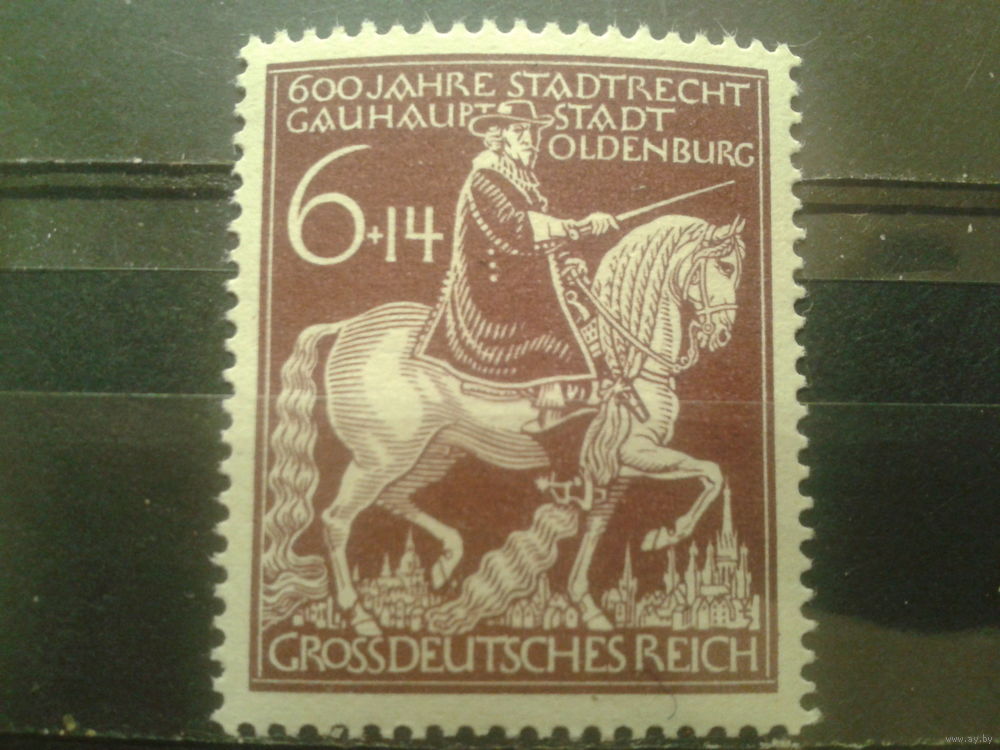 600 JAHRE STADTRECHT
GAUHAUPTSTADT
OLDENBURG
6+14
GROSSDEUTSCHES REICH
www.ay.by